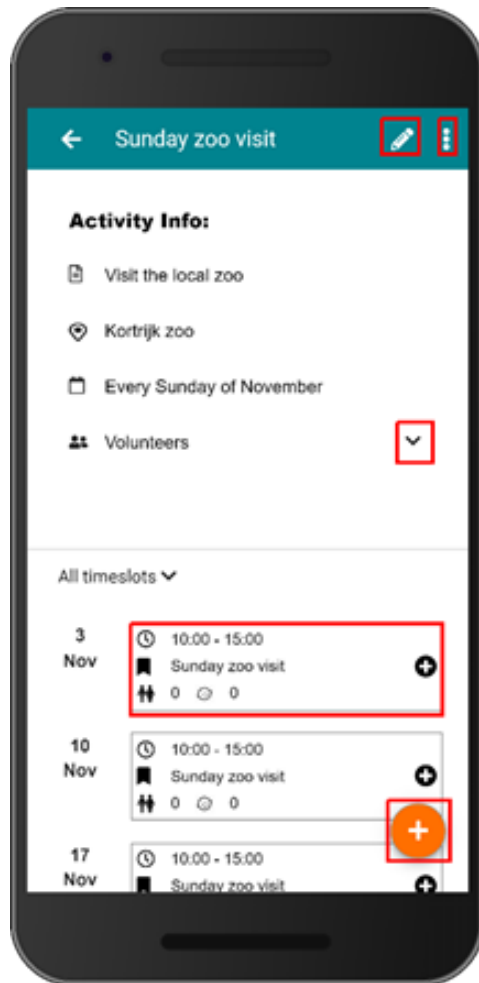 Sunday zoo visit
Activity Info:
Visit the local zoo
Kortrijk zoo
Every Sunday of November
Volunteers
All timeslots
3
Nov
10:00 - 15:00
Sunday zoo visit
0 0
10
Nov
10:00 - 15:00
Sunday zoo visit
0 0
17
Nov
10:00 - 15:00
Sunday zoo visit